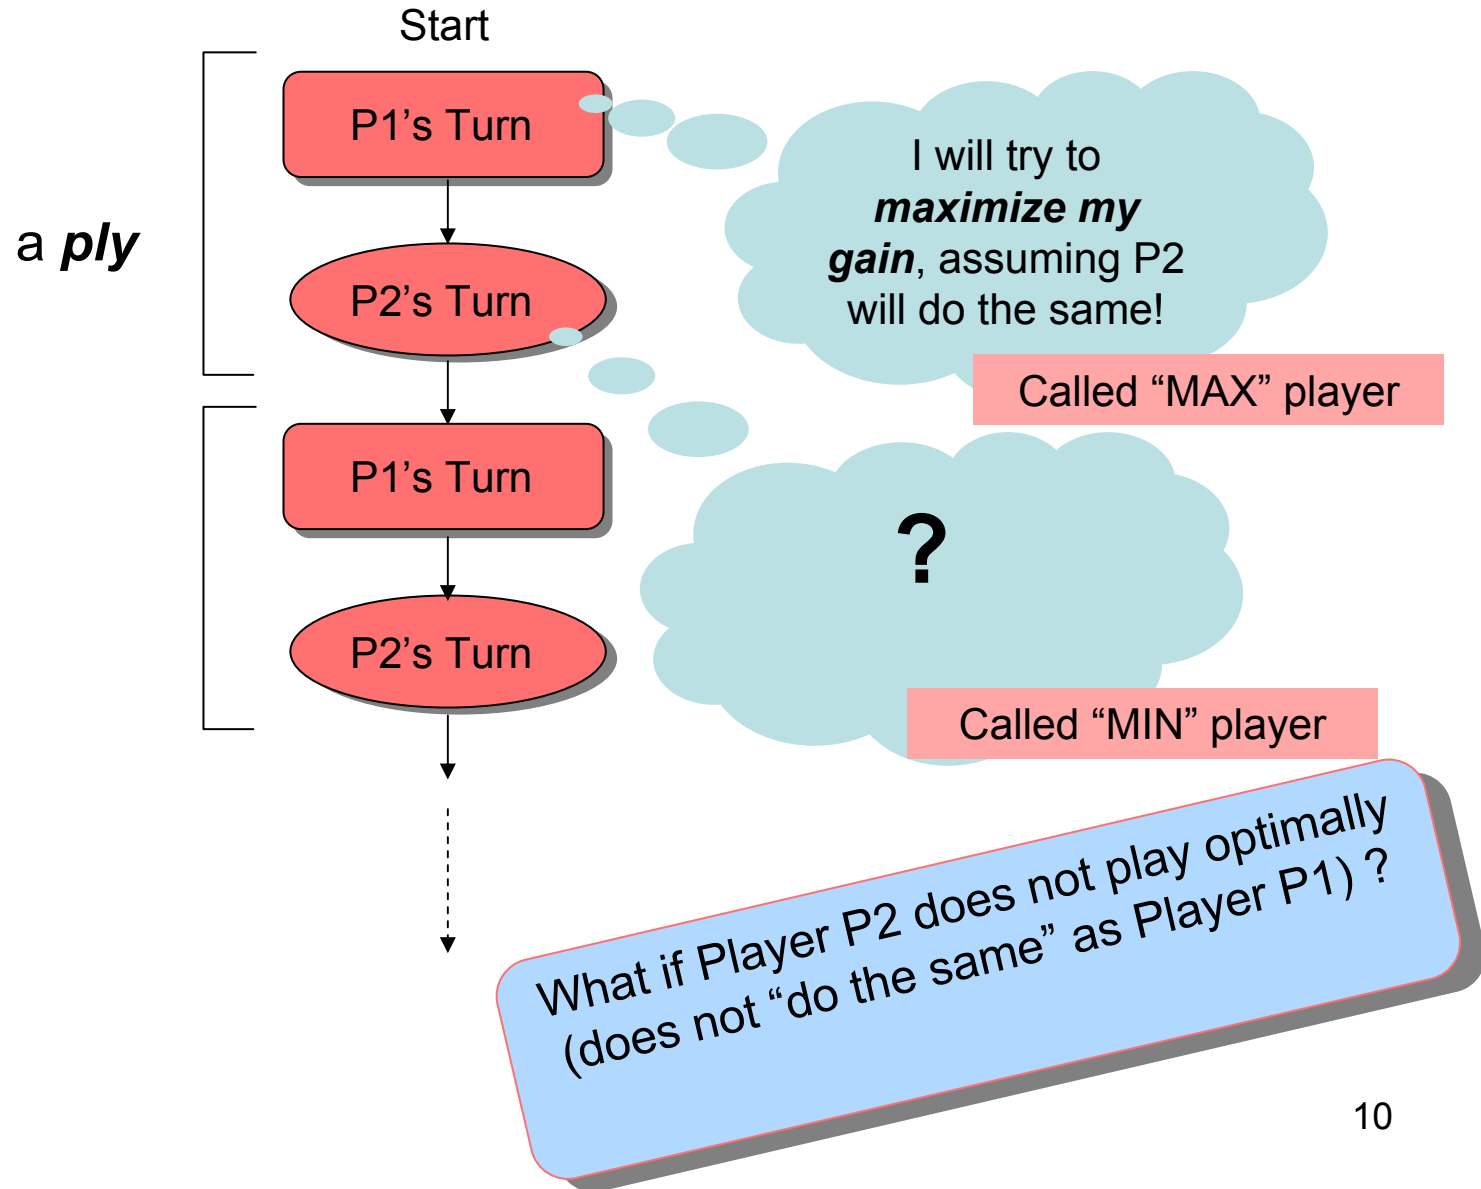 Start
P1’s Turn
I will try to
maximize my
gain, assuming P2
will do the same!
a ply
P2’s Turn
Called “MAX” player
P1’s Turn
?
P2’s Turn
Called “MIN” player
What if Player P2 does not play optimally
(does not “do the same” as Player P1) ?
10